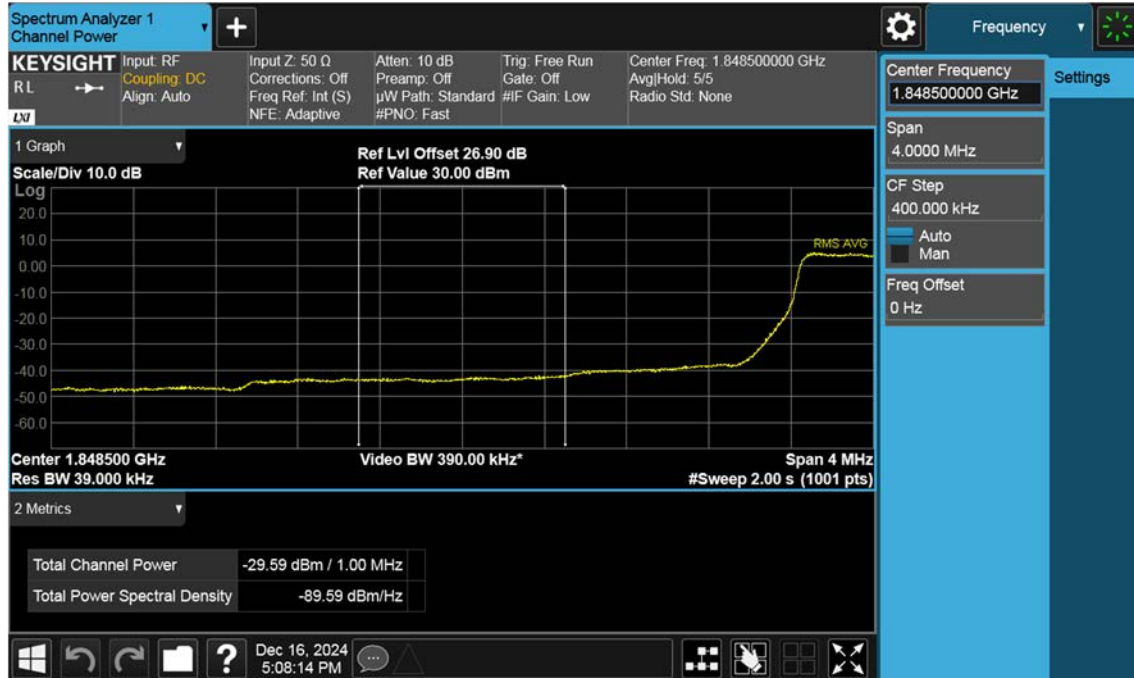 Spectrum Analyzer 1
Channel Power
Frequency
KEYSIGHT
RL
LXI
Input: RF
Coupling: DC
Align: Auto
Input Z: 50 Ω
Corrections: Off
Freq Ref: Int (S)
NFE: Adaptive
Atten: 10 dB
Preamp: Off
µW Path: Standard
#PNO: Fast
Trig: Free Run
Gate: Off
#IF Gain: Low
Center Freq: 1.848500000 GHz
Avg|Hold: 5/5
Radio Std: None
Center Frequency
1.848500000 GHz
Settings
Span
4.0000 MHz
CF Step
400.000 kHz
Auto
Man
Freq Offset
0 Hz
1 Graph
Scale/Div 10.0 dB
Ref Lvl Offset 26.90 dB
Ref Value 30.00 dBm
Log
20.0
10.0
0.00
-10.0
-20.0
-30.0
-40.0
-50.0
-60.0
RMS AVG
Center 1.848500 GHz
Video BW 390.00 kHz*
Span 4 MHz
Res BW 39.000 kHz
#Sweep 2.00 s (1001 pts)
2 Metrics
Total Channel Power -29.59 dBm / 1.00 MHz
Total Power Spectral Density -89.59 dBm/Hz
?
Dec 16, 2024
5:08:14 PM